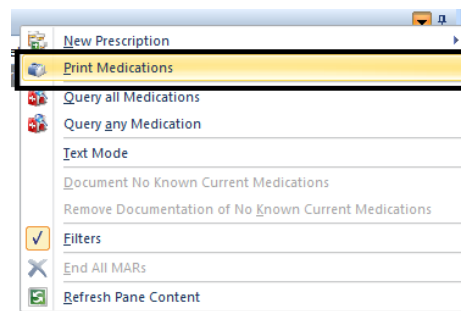 New Prescription
Print Medications
Query all Medications
Query any Medication
Text Mode
Document No Known Current Medications
Remove Documentation of No Known Current Medications
Filters
End All MARs
Refresh Pane Content